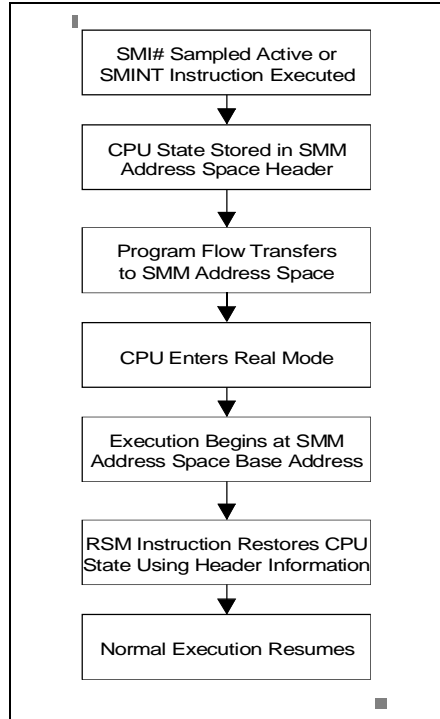 SMI# Sampled Active or
SMINT Instruction Executed
CPU State Stored in SMM
Address Space Header
Program Flow Transfers
to SMM Address Space
CPU Enters Real Mode
Execution Begins at SMM
Address Space Base Address
RSM Instruction Restores CPU
State Using Header Information
Normal Execution Resumes